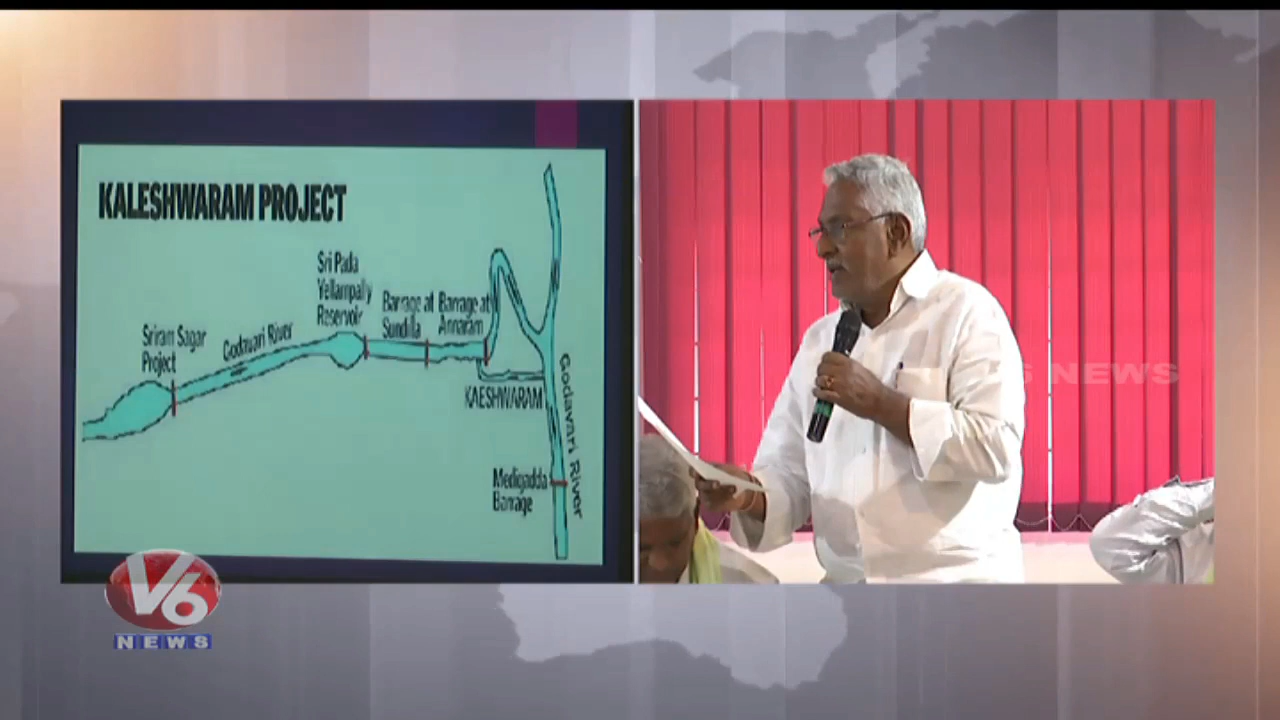 KALESHWARAM PROJECT
Sri Pada
Yellampally
Reservoir
Barrage at
Sundilla
Barrage at
Annaram
Sriram Sagar
Project
Godavari River
KAESHWARAM
Godavari River
Medigadda
Barrage
V6
NEWS
NEWS